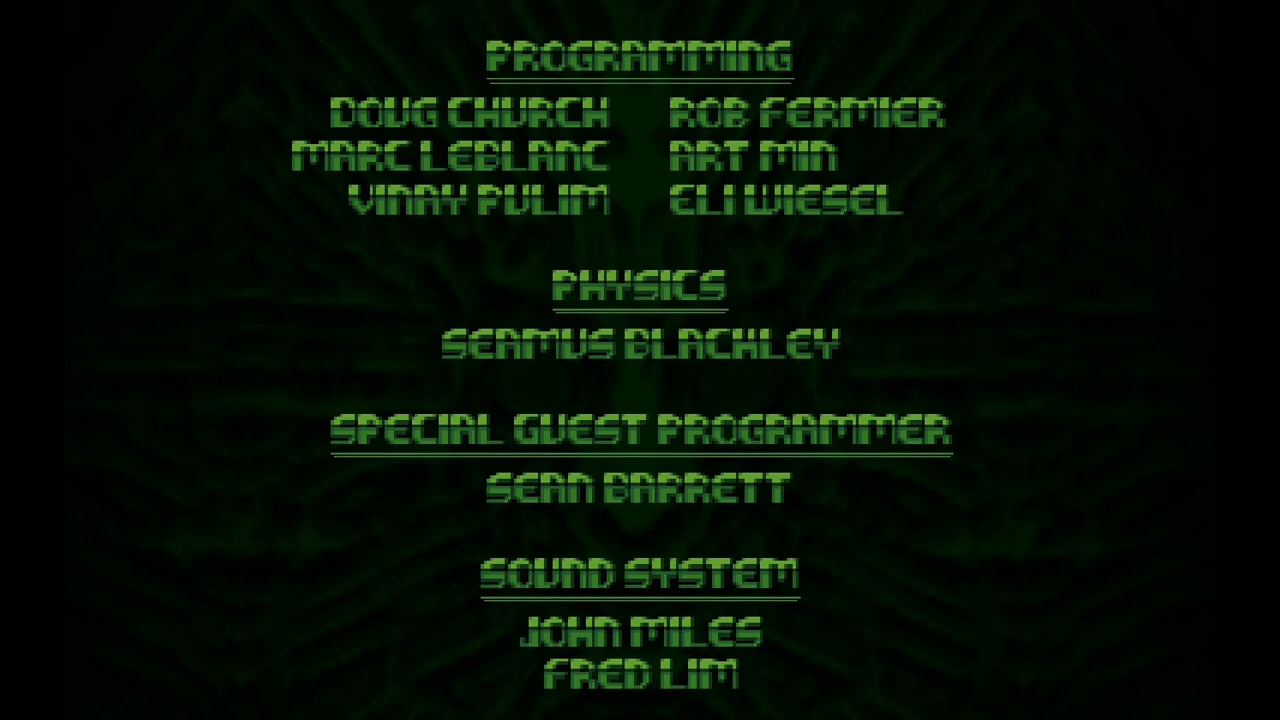 PROGRAMMING
DOUG CHURCH ROB FERMIER
MARC LEBLANC ART MIN
VINAY PULIM ELI WIESEL
PHYSICS
SEAMUS BLACKLEY
SPECIAL GUEST PROGRAMMER
SEAN BARRETT
SOUND SYSTEM
JOHN MILES
FRED LIM